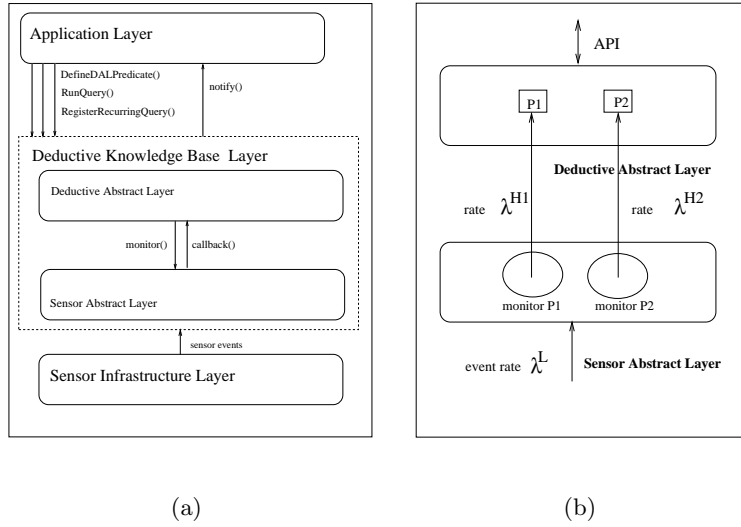 Application Layer
DefineDALPredicate()
RunQuery()
RegisterRecurringQuery()
notify()
Deductive Knowledge Base Layer
Deductive Abstract Layer
monitor()
callback()
Sensor Abstract Layer
sensor events
Sensor Infrastructure Layer
(a)
API
P1
P2
Deductive Abstract Layer
rate λ^H1
rate λ^H2
monitor P1
monitor P2
event rate λ^L
Sensor Abstract Layer
(b)